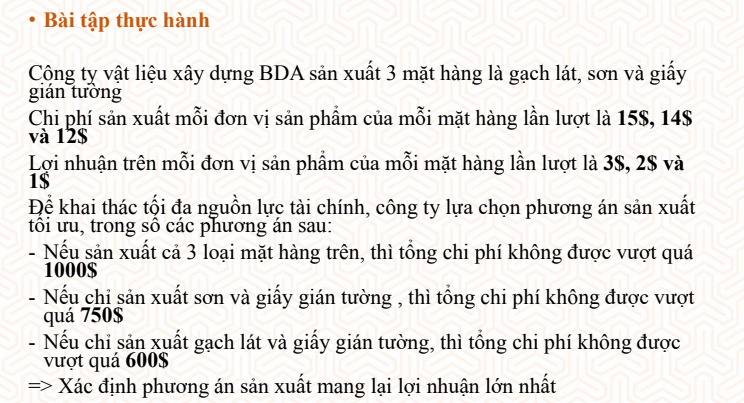 • Bài tập thực hành
Công ty vật liệu xây dựng BDA sản xuất 3 mặt hàng là gạch lát, sơn và giấy
gián tường
Chi phí sản xuất mỗi đơn vị sản phẩm của mỗi mặt hàng lần lượt là 15$, 14$
và 12$
Lợi nhuận trên mỗi đơn vị sản phẩm của mỗi mặt hàng lần lượt là 3$, 2$ và
1$
Để khai thác tối đa nguồn lực tài chính, công ty lựa chọn phương án sản xuất
tối ưu, trong số các phương án sau:
- Nếu sản xuất cả 3 loại mặt hàng trên, thì tổng chi phí không được vượt quá
1000$
- Nếu chỉ sản xuất sơn và giấy gián tường , thì tổng chi phí không được vượt
quá 750$
- Nếu chỉ sản xuất gạch lát và giấy gián tường, thì tổng chi phí không được
vượt quá 600$
=> Xác định phương án sản xuất mang lại lợi nhuận lớn nhất